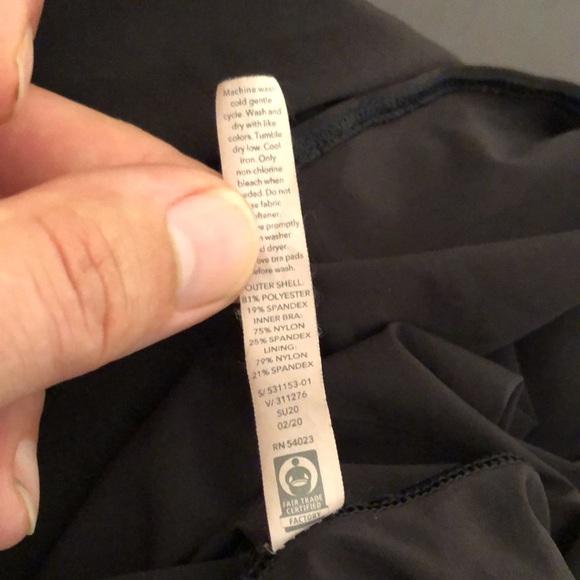 Machine wash
cold gentle
cycle. Wash and
dry with like
colors. Tumble
dry low. Cool
iron. Only
non-chlorine
bleach when
Do not
fabric
promptly
washer
dryer.
bra pads
before wash.
OUTER SHELL:
81% POLYESTER
19% SPANDEX
INNER BRA:
75% NYLON
25% SPANDEX
LINING:
79% NYLON
21% SPANDEX
S/ 531153-01
V/ 311276
SU20
02/20
RN 54023
FAIR TRADE
CERTIFIED
FACTORY